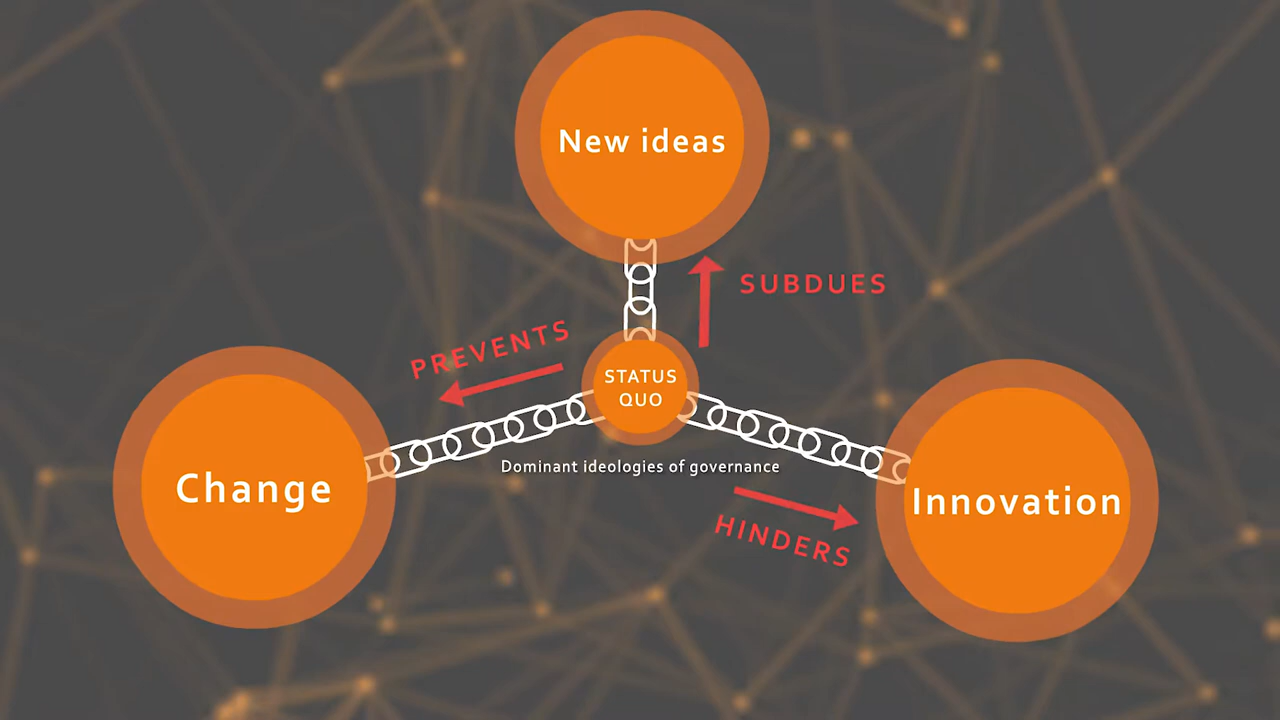 New ideas
SUBDUES
PREVENTS
STATUS
QUO
Dominant ideologies of governance
Change
Innovation
HINDERS